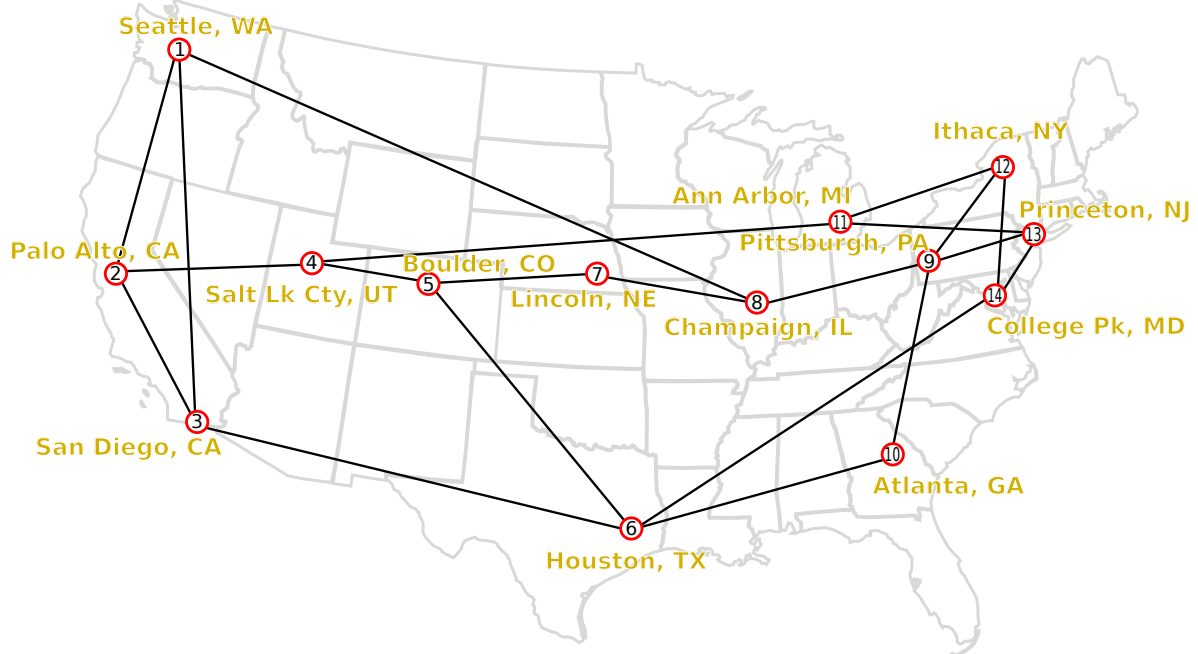 Seattle, WA
1
Ithaca, NY
12
Ann Arbor, MI
11
Princeton, NJ
13
Palo Alto, CA
2
Pittsburgh, PA
9
Salt Lk Cty, UT
4
Boulder, CO
5
7
Lincoln, NE
8
Champaign, IL
14
College Pk, MD
3
San Diego, CA
10
Atlanta, GA
6
Houston, TX